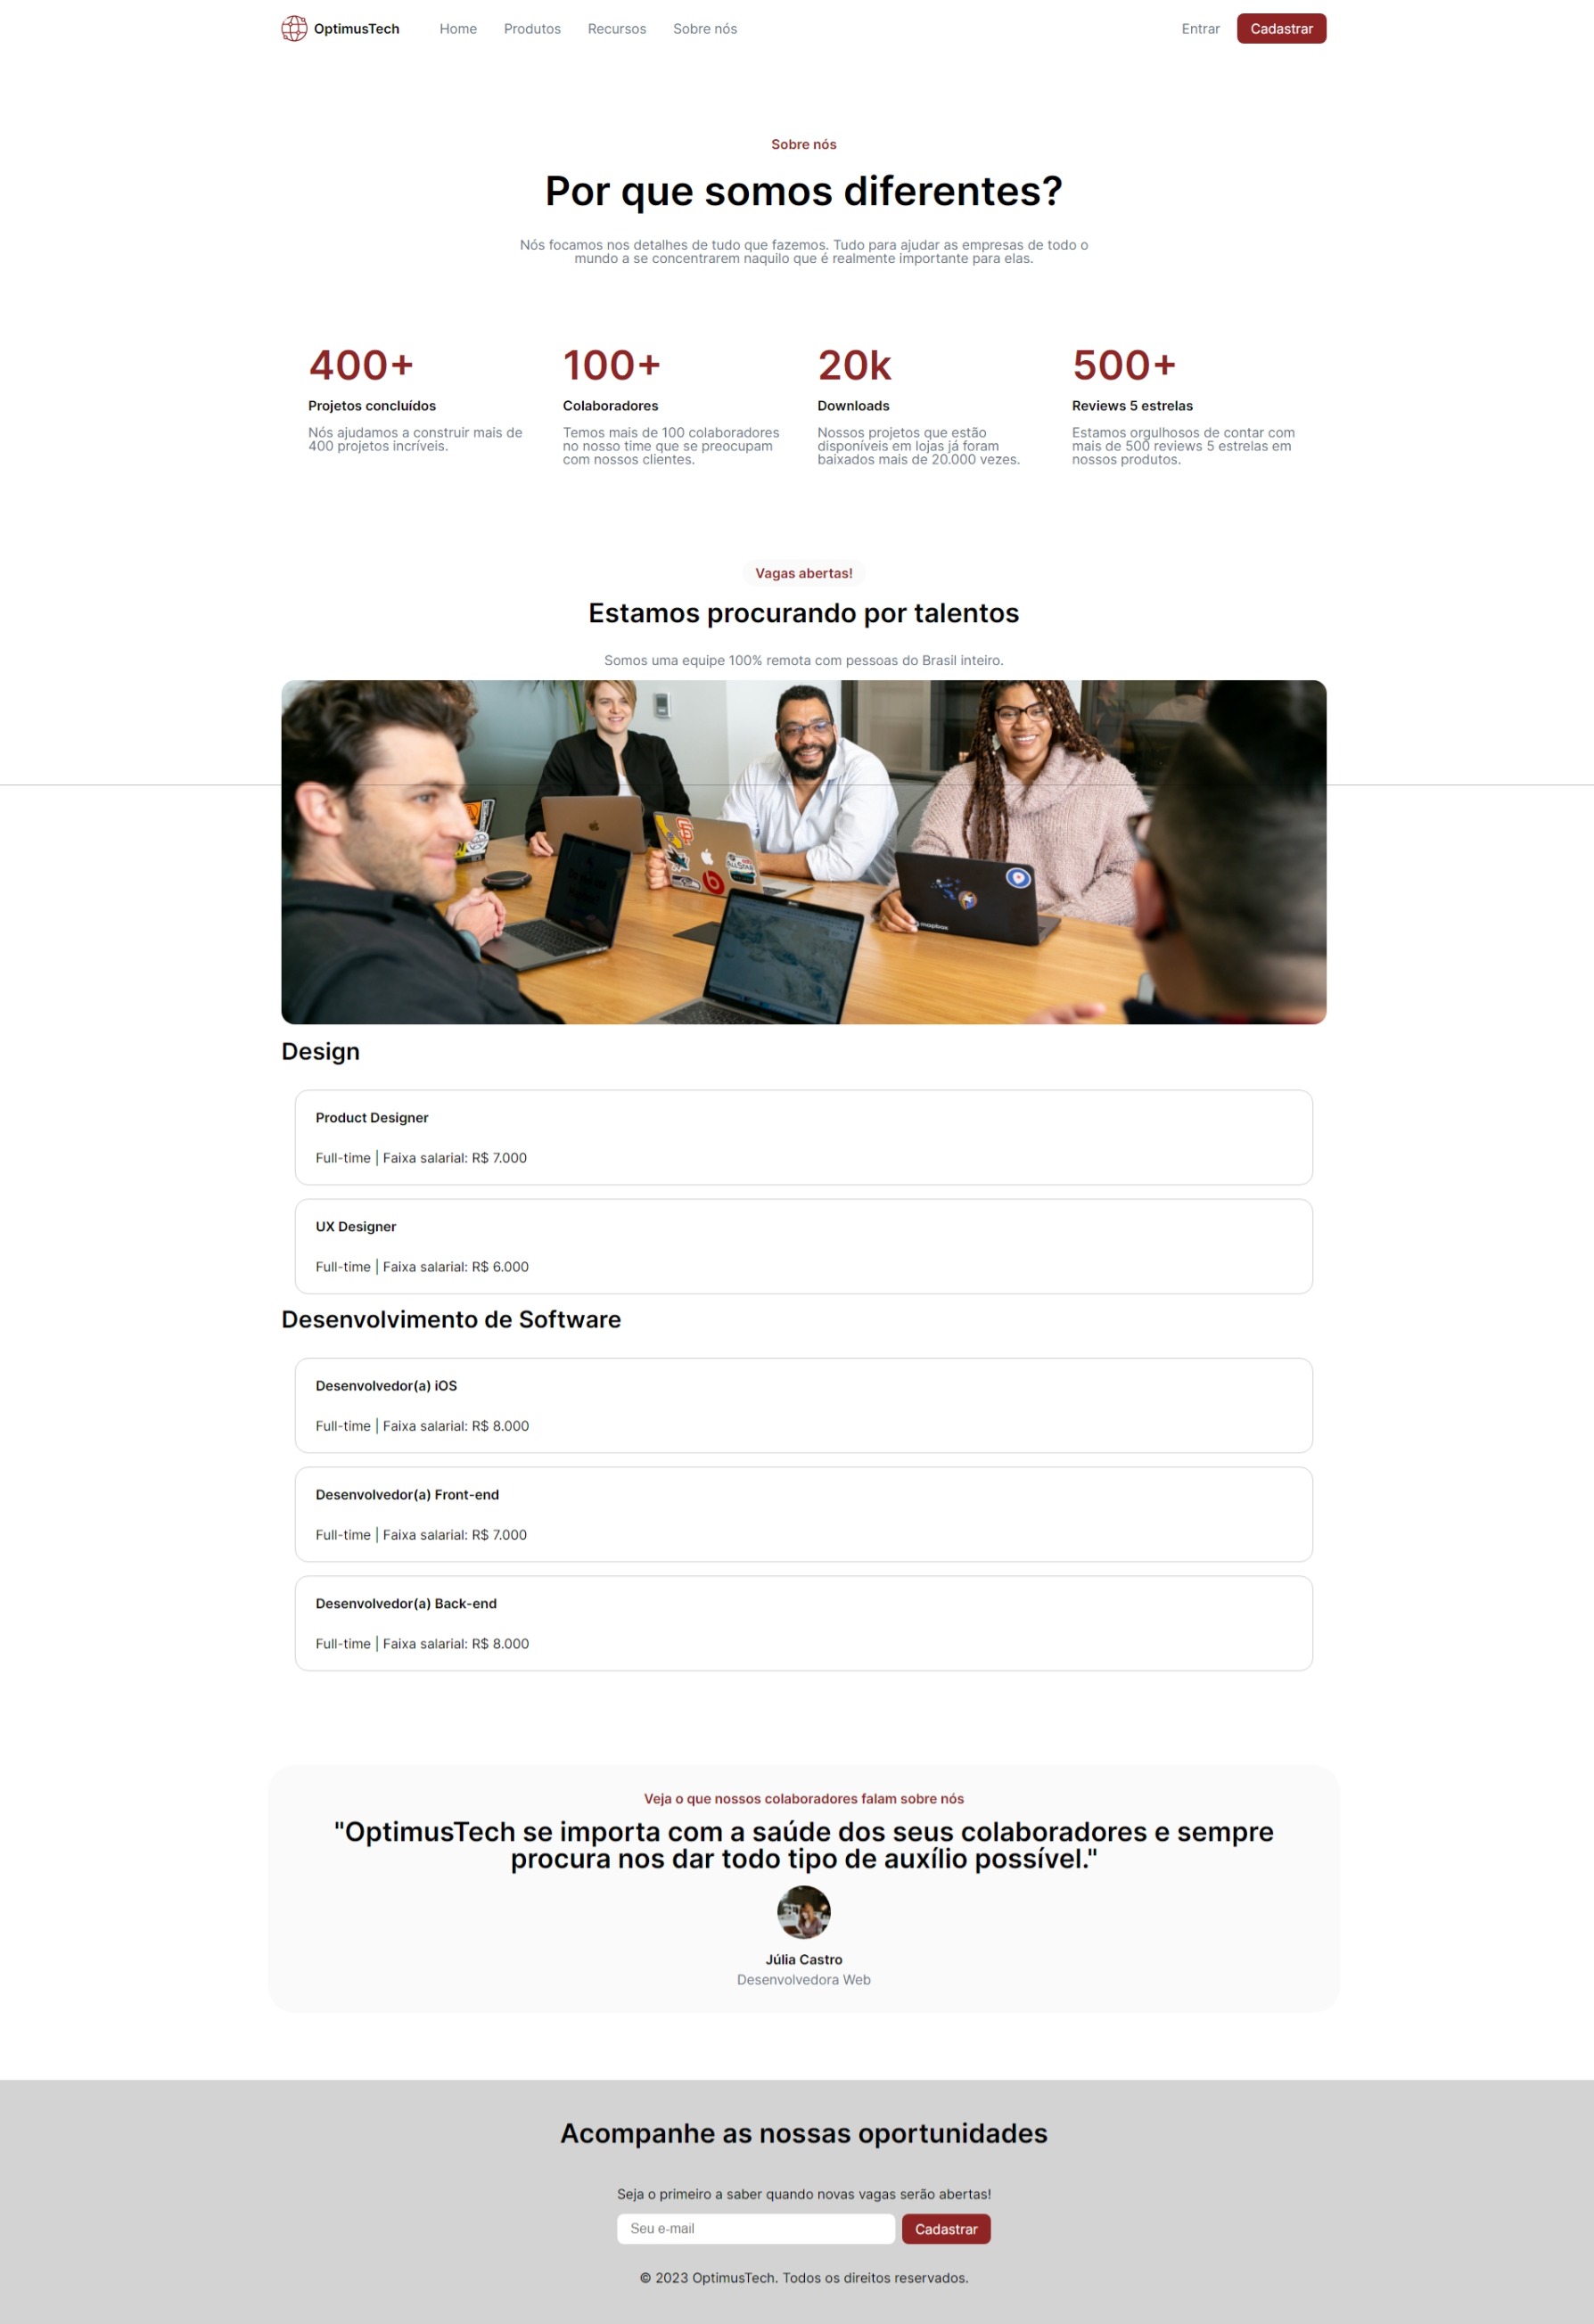 OptimusTech
Home
Produtos
Recursos
Sobre nós
Entrar
Cadastrar
Sobre nós
Por que somos diferentes?
Nós focamos nos detalhes de tudo que fazemos. Tudo para ajudar as empresas de todo o
mundo a se concentrarem naquilo que é realmente importante para elas.
400+
Projetos concluídos
Nós ajudamos a construir mais de
400 projetos incríveis.
100+
Colaboradores
Temos mais de 100 colaboradores
no nosso time que se preocupam
com nossos clientes.
20k
Downloads
Nossos projetos que estão
disponíveis em lojas já foram
baixados mais de 20.000 vezes.
500+
Reviews 5 estrelas
Estamos orgulhosos de contar com
mais de 500 reviews 5 estrelas em
nossos produtos.
Vagas abertas!
Estamos procurando por talentos
Somos uma equipe 100% remota com pessoas do Brasil inteiro.
mapbox
Design
Product Designer
Full-time | Faixa salarial: R$ 7.000
UX Designer
Full-time | Faixa salarial: R$ 6.000
Desenvolvimento de Software
Desenvolvedor(a) iOS
Full-time | Faixa salarial: R$ 8.000
Desenvolvedor(a) Front-end
Full-time | Faixa salarial: R$ 7.000
Desenvolvedor(a) Back-end
Full-time | Faixa salarial: R$ 8.000
Veja o que nossos colaboradores falam sobre nós
"OptimusTech se importa com a saúde dos seus colaboradores e sempre
procura nos dar todo tipo de auxílio possível."
Júlia Castro
Desenvolvedora Web
Acompanhe as nossas oportunidades
Seja o primeiro a saber quando novas vagas serão abertas!
Seu e-mail
Cadastrar
© 2023 OptimusTech. Todos os direitos reservados.